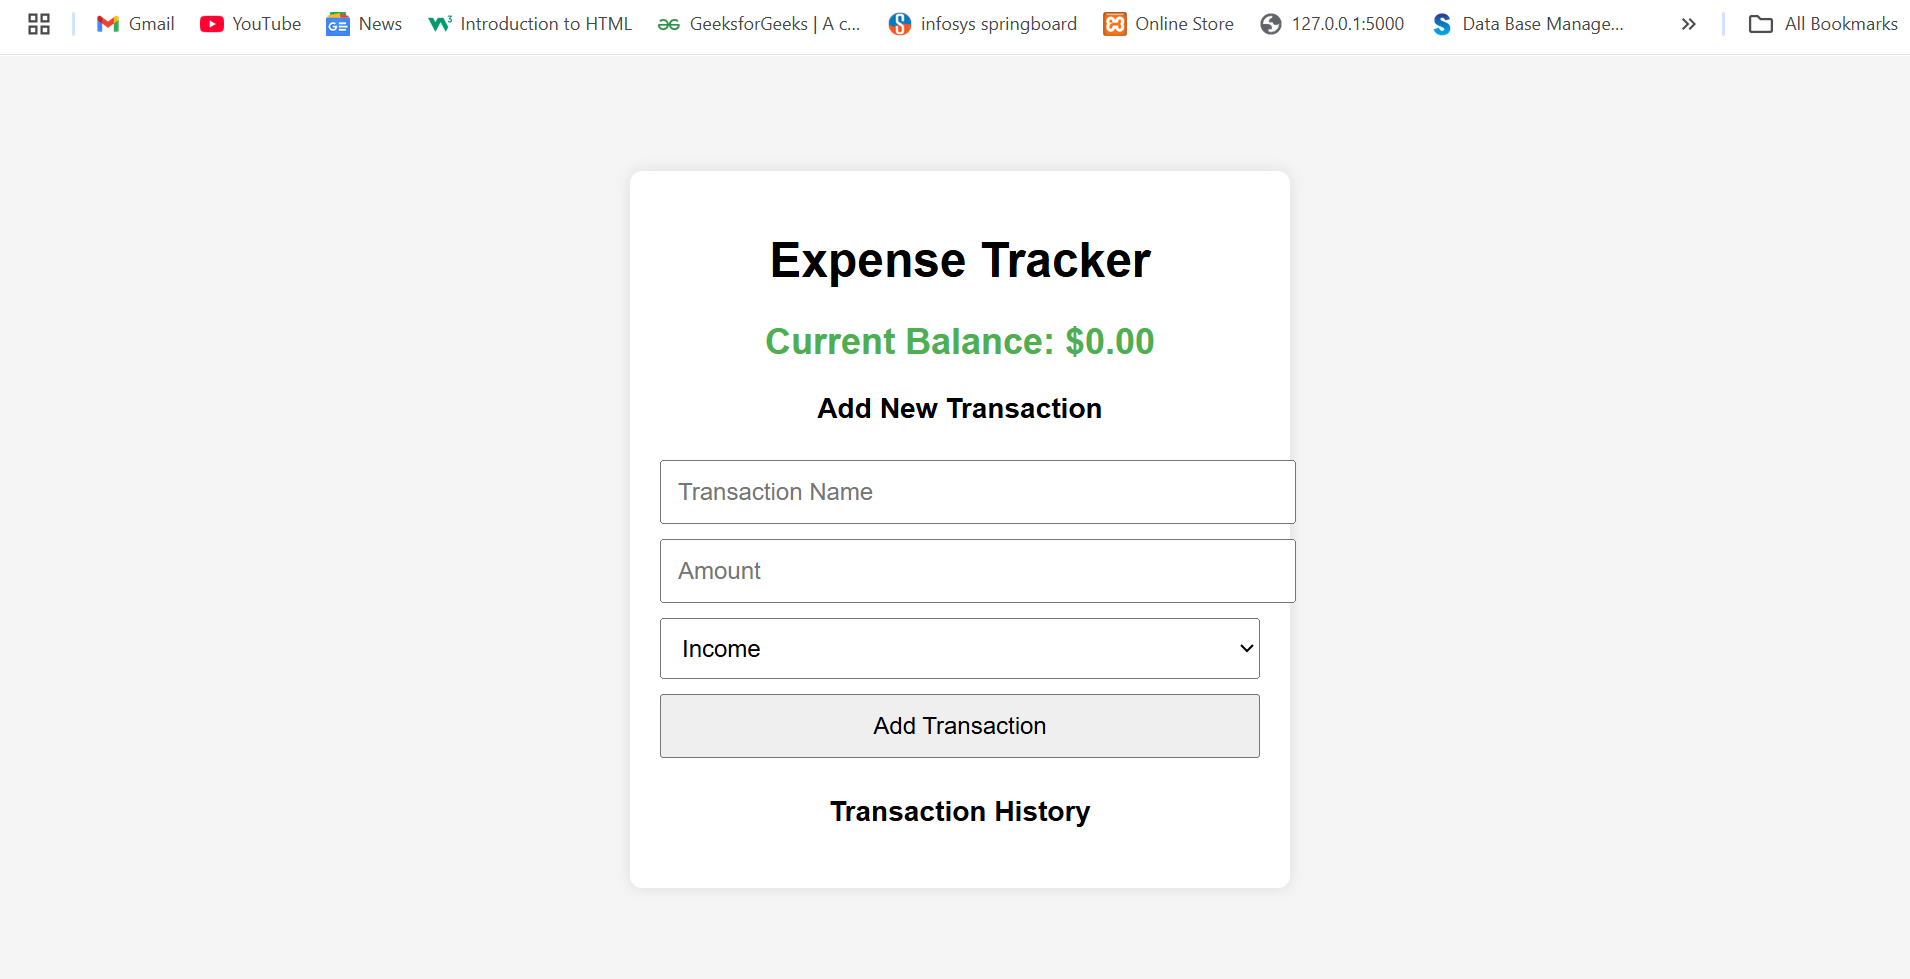 Gmail YouTube News Introduction to HTML GeeksforGeeks | A c... infosys springboard Online Store 127.0.0.1:5000 Data Base Manage... » All Bookmarks
Expense Tracker
Current Balance: $0.00
Add New Transaction
Transaction Name
Amount
Income
Add Transaction
Transaction History